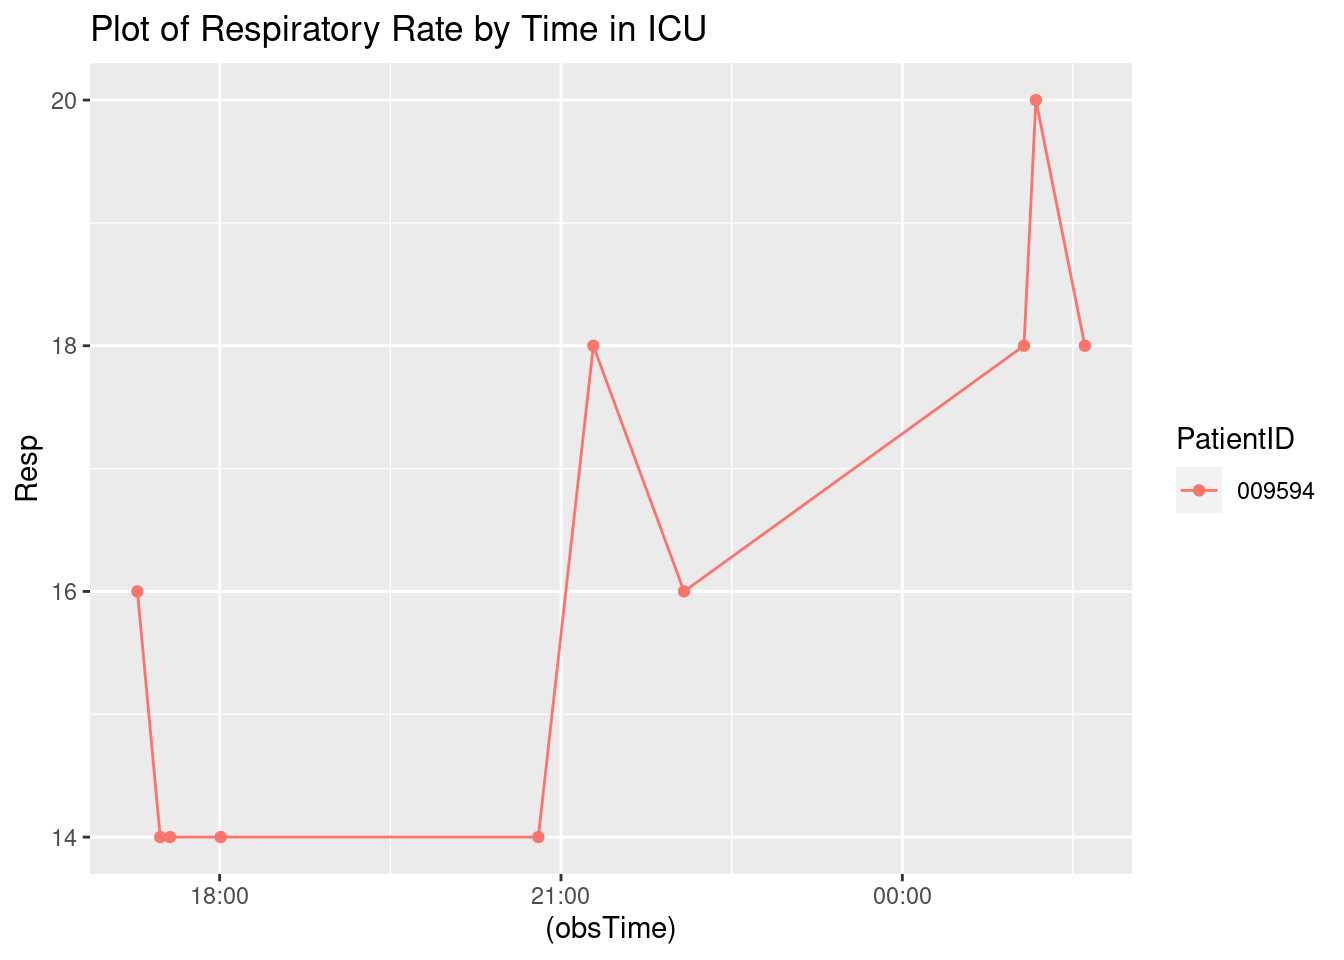 Plot of Respiratory Rate by Time in ICU
20
18
16
14
Resp
18:00
21:00
00:00
(obsTime)
PatientID
009594